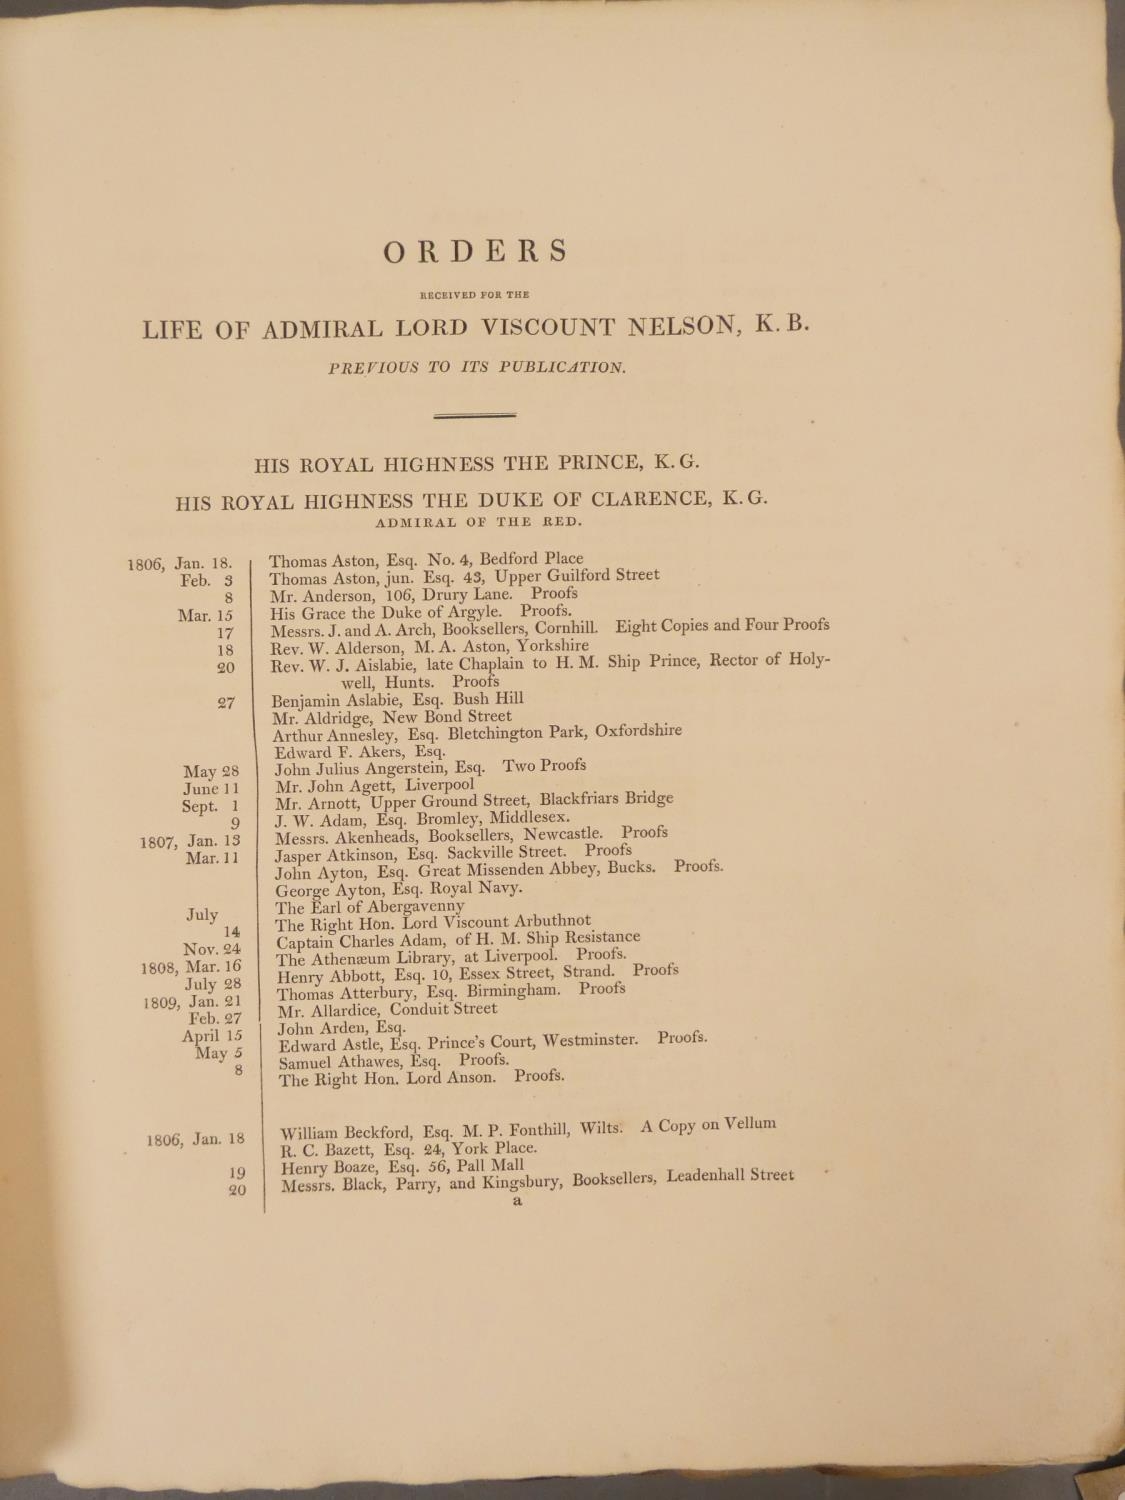 ORDERS
RECEIVED FOR THE
LIFE OF ADMIRAL LORD VISCOUNT NELSON, K. B.
PREVIOUS TO ITS PUBLICATION.
HIS ROYAL HIGHNESS THE PRINCE, K. G.
HIS ROYAL HIGHNESS THE DUKE OF CLARENCE, K. G.
ADMIRAL OF THE RED.
1806, Jan. 18. Thomas Aston, Esq. No. 4, Bedford Place
Feb. 3 Thomas Aston, jun. Esq. 43, Upper Guilford Street
8 Mr. Anderson, 106, Drury Lane. Proofs
Mar. 15 His Grace the Duke of Argyle. Proofs.
17 Messrs. J. and A. Arch, Booksellers, Cornhill. Eight Copies and Four Proofs
18 Rev. W. Alderson, M. A. Aston, Yorkshire
20 Rev. W. J. Aislabie, late Chaplain to H. M. Ship Prince, Rector of Holy-
well, Hunts. Proofs
27 Benjamin Aslabie, Esq. Bush Hill
Mr. Aldridge, New Bond Street
Arthur Annesley, Esq. Bletchington Park, Oxfordshire
Edward F. Akers, Esq.
May 28 John Julius Angerstein, Esq. Two Proofs
June 11 Mr. John Agett, Liverpool
Sept. 1 Mr. Arnott, Upper Ground Street, Blackfriars Bridge
9 J. W. Adam, Esq. Bromley, Middlesex.
1807, Jan. 13 Messrs. Akenheads, Booksellers, Newcastle. Proofs
Mar. 11 Jasper Atkinson, Esq. Sackville Street. Proofs
John Ayton, Esq. Great Missenden Abbey, Bucks. Proofs.
George Ayton, Esq. Royal Navy.
July The Earl of Abergavenny
14 The Right Hon. Lord Viscount Arbuthnot
Nov. 24 Captain Charles Adam, of H. M. Ship Resistance
1808, Mar. 16 The Athenæum Library, at Liverpool. Proofs.
July 28 Henry Abbott, Esq. 10, Essex Street, Strand. Proofs
1809, Jan. 21 Thomas Atterbury, Esq. Birmingham. Proofs
Feb. 27 Mr. Allardice, Conduit Street
April 15 John Arden, Esq.
May 5 Edward Astle, Esq. Prince's Court, Westminster. Proofs.
8 Samuel Athawes, Esq. Proofs.
The Right Hon. Lord Anson. Proofs.
1806, Jan. 18 William Beckford, Esq. M. P. Fonthill, Wilts. A Copy on Vellum
R. C. Bazett, Esq. 24, York Place.
19 Henry Boaze, Esq. 56, Pall Mall
20 Messrs. Black, Parry, and Kingsbury, Booksellers, Leadenhall Street
a